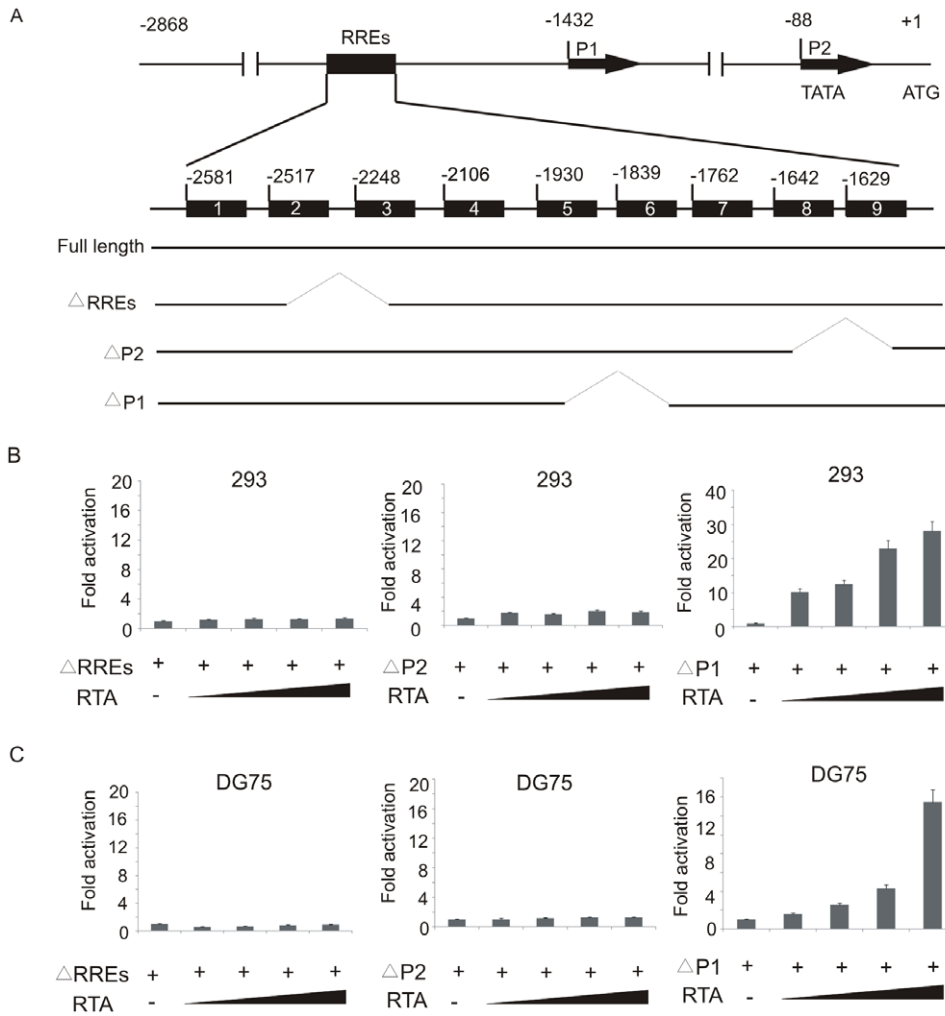 A
-2868
RREs
-1432
P1
-88
P2
+1
TATA
ATG
-2581 -2517 -2248 -2106 -1930 -1839 -1762 -1642 -1629
1 2 3 4 5 6 7 8 9
Full length
△RREs
△P2
△P1
B
293
Fold activation
20
16
12
8
4
0
△RREs + + + + +
RTA -
293
Fold activation
20
16
12
8
4
0
△P2 + + + + +
RTA -
293
Fold activation
40
30
20
10
0
△P1 + + + + +
RTA -
C
DG75
Fold activation
20
16
12
8
4
0
△RREs + + + + +
RTA -
DG75
Fold activation
20
16
12
8
4
0
△P2 + + + + +
RTA -
DG75
Fold activation
16
12
8
4
0
△P1 + + + + +
RTA -